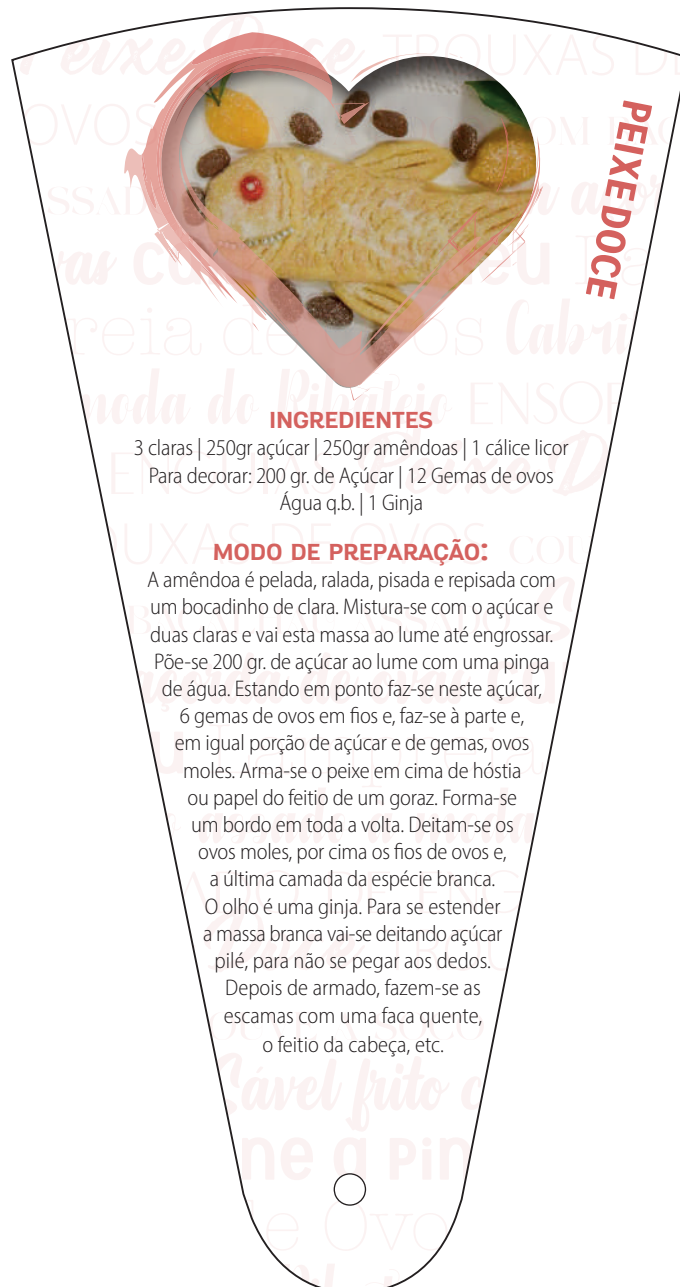 PEIXE DOCE
INGREDIENTES
3 claras | 250gr açúcar | 250gr amêndoas | 1 cálice licor
Para decorar: 200 gr. de Açúcar | 12 Gemas de ovos
Água q.b. | 1 Ginja
MODO DE PREPARAÇÃO:
A amêndoa é pelada, ralada, pisada e repisada com
um bocadinho de clara. Mistura-se com o açúcar e
duas claras e vai esta massa ao lume até engrossar.
Põe-se 200 gr. de açúcar ao lume com uma pinga
de água. Estando em ponto faz-se neste açúcar,
6 gemas de ovos em fios e, faz-se à parte e,
em igual porção de açúcar e de gemas, ovos
moles. Arma-se o peixe em cima de hóstia
ou papel do feitio de um goraz. Forma-se
um bordo em toda a volta. Deitam-se os
ovos moles, por cima os fios de ovos e,
a última camada da espécie branca.
O olho é uma ginja. Para se estender
a massa branca vai-se deitando açúcar
pilé, para não se pegar aos dedos.
Depois de armado, fazem-se as
escamas com uma faca quente,
o feitio da cabeça, etc.